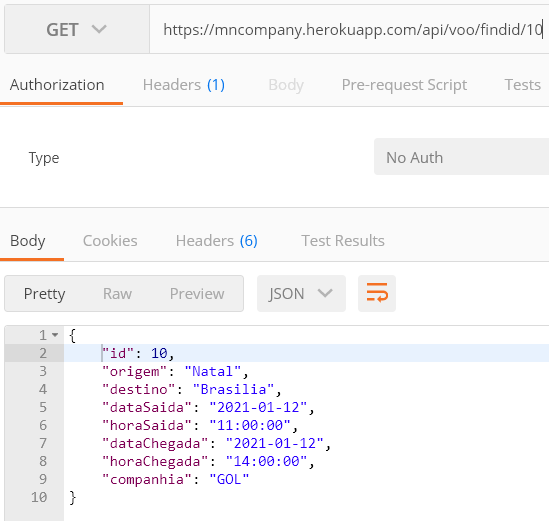 GET https://mncompany.herokuapp.com/api/voo/findid/10
Authorization Headers (1) Body Pre-request Script Tests
Type No Auth
Body Cookies Headers (6) Test Results
Pretty Raw Preview JSON
1 {
2 "id": 10,
3 "origem": "Natal",
4 "destino": "Brasilia",
5 "dataSaida": "2021-01-12",
6 "horaSaida": "11:00:00",
7 "dataChegada": "2021-01-12",
8 "horaChegada": "14:00:00",
9 "companhia": "GOL"
10 }